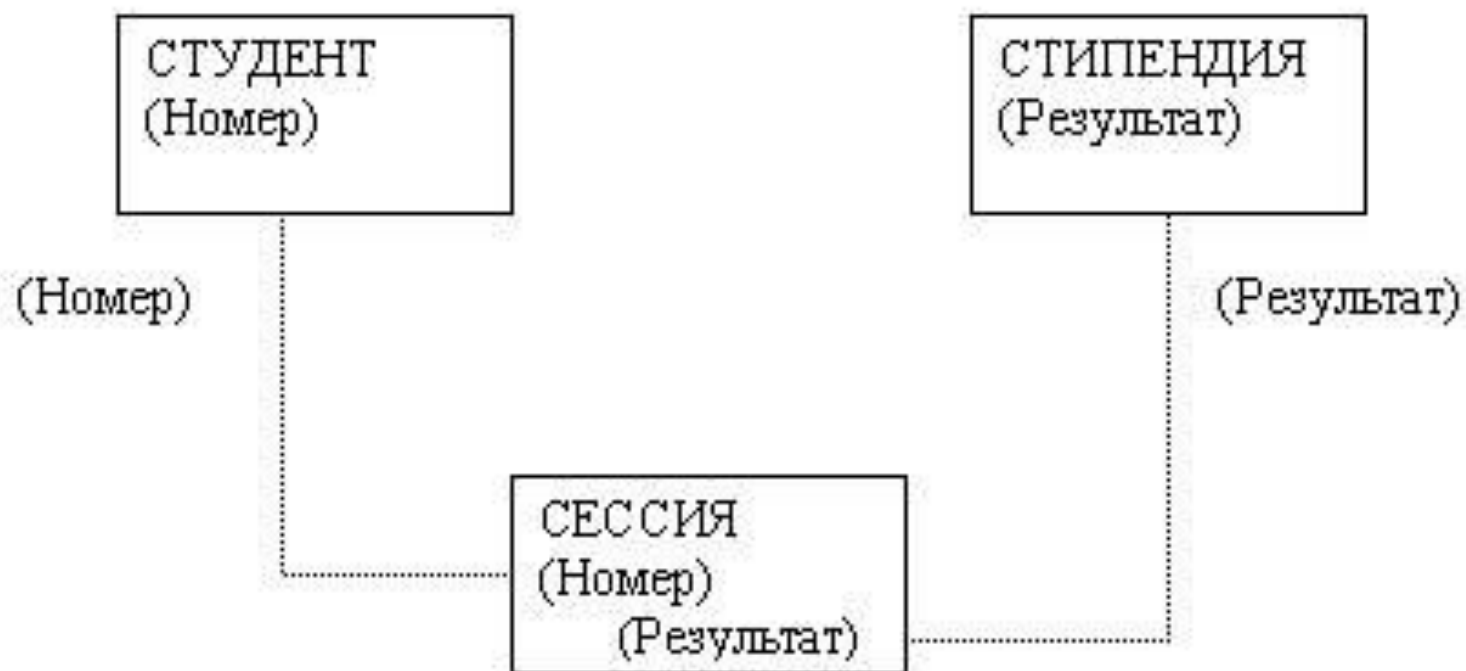 СТУДЕНТ
(Номер)
СТИПЕНДИЯ
(Результат)
(Номер)
(Результат)
СЕССИЯ
(Номер)
(Результат)